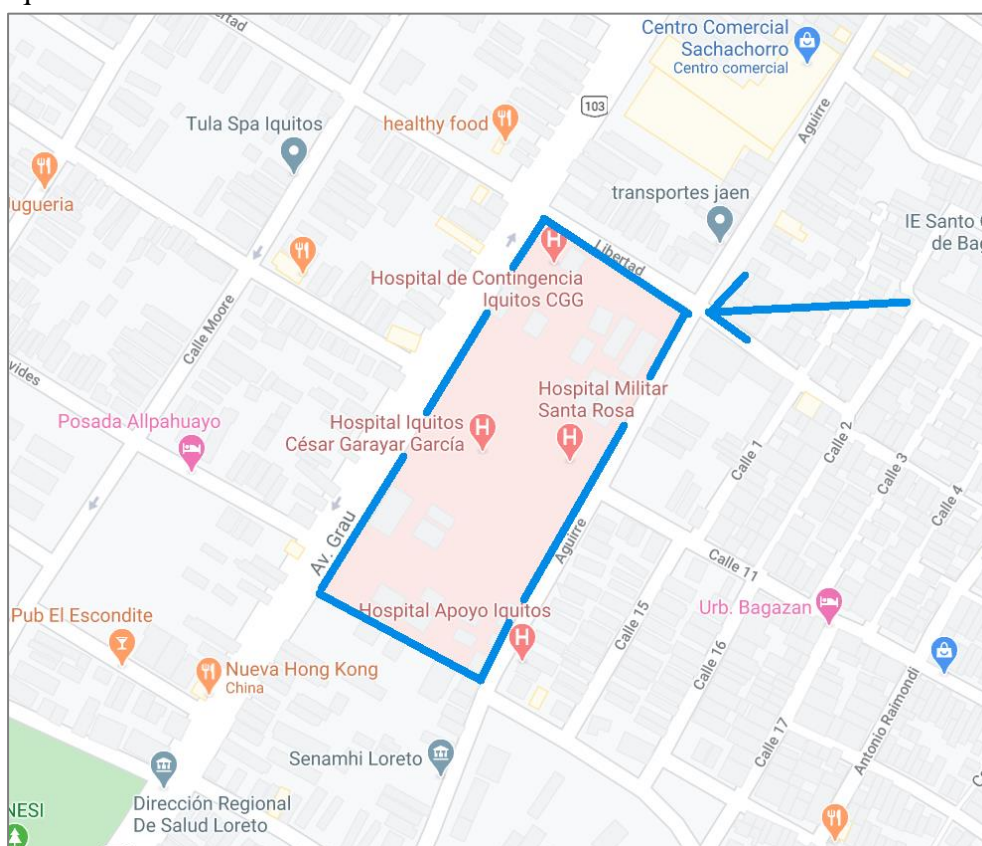 Libertad
Centro Comercial
Sachachorro
Centro comercial
103
Aguirre
Tula Spa Iquitos
healthy food
transportes jaen
ugueria
IE Santo
de Bag
Libertad
Hospital de Contingencia
Iquitos CGG
Calle Moore
vides
Hospital Militar
Santa Rosa
Posada Allpahuayo
Hospital Iquitos
César Garayar García
Calle 1
Calle 2
Calle 3
Calle 4
Av. Grau
Aguirre
Calle 11
Hospital Apoyo Iquitos
Urb. Bagazan
Pub El Escondite
Calle 15
Calle 16
Nueva Hong Kong
China
Calle 17
Antonio Raimondi
Senamhi Loreto
Dirección Regional
De Salud Loreto
NESI